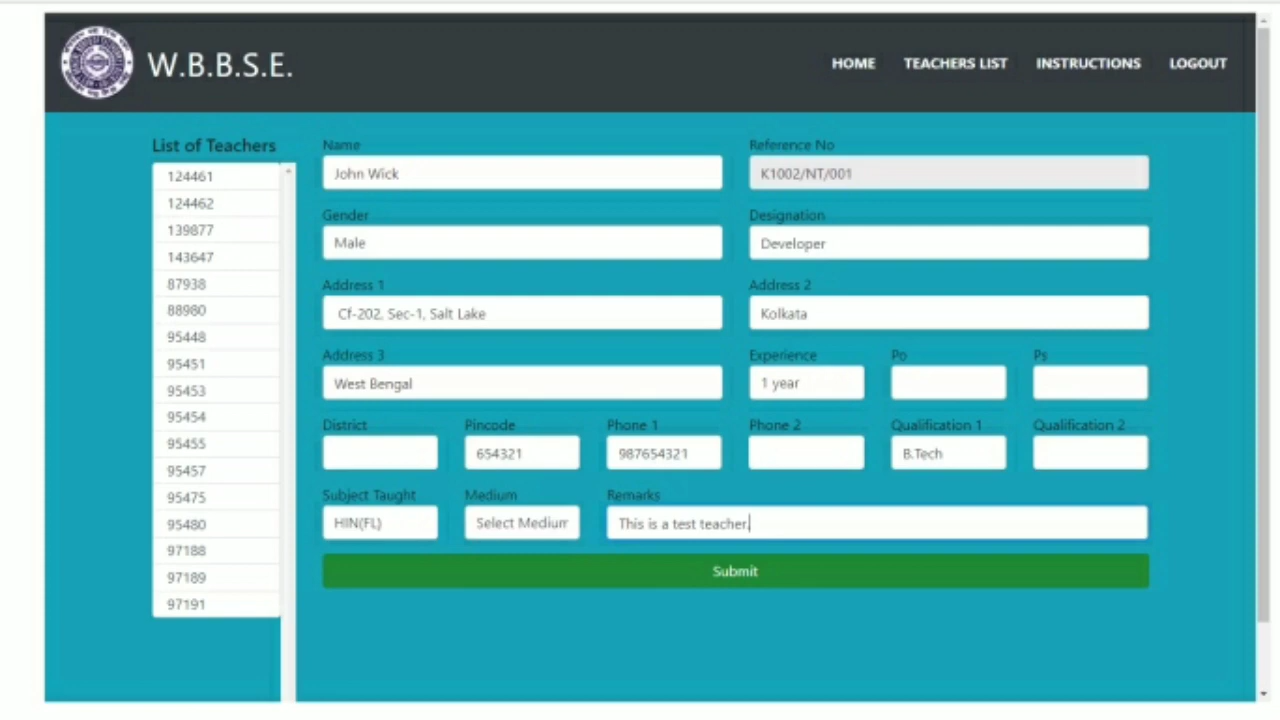 W.B.B.S.E.
HOME TEACHERS LIST INSTRUCTIONS LOGOUT
List of Teachers
124461
124462
139877
143647
87938
88980
95448
95451
95453
95454
95455
95457
95475
95480
97188
97189
97191
Name Reference No
John Wick K1002/NT/001
Gender Designation
Male Developer
Address 1 Address 2
Cf-202, Sec-1, Salt Lake Kolkata
Address 3 Experience Po Ps
West Bengal 1 year
District Pincode Phone 1 Phone 2 Qualification 1 Qualification 2
654321 987654321 B.Tech
Subject Taught Medium Remarks
HIN(FL) Select Medium This is a test teacher.
Submit